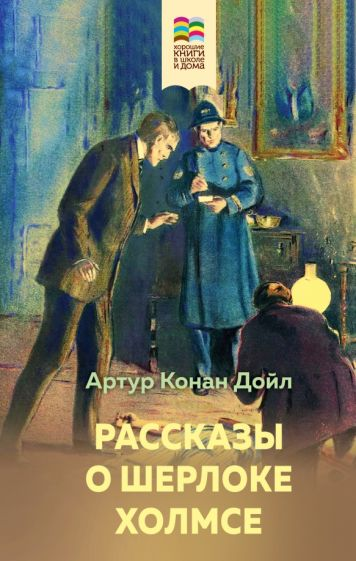 ХОРОШИЕ
КНИГИ
В ШКОЛЕ
И ДОМА
Артур Конан Дойл
РАССКАЗЫ
О ШЕРЛОКЕ
ХОЛМСЕ